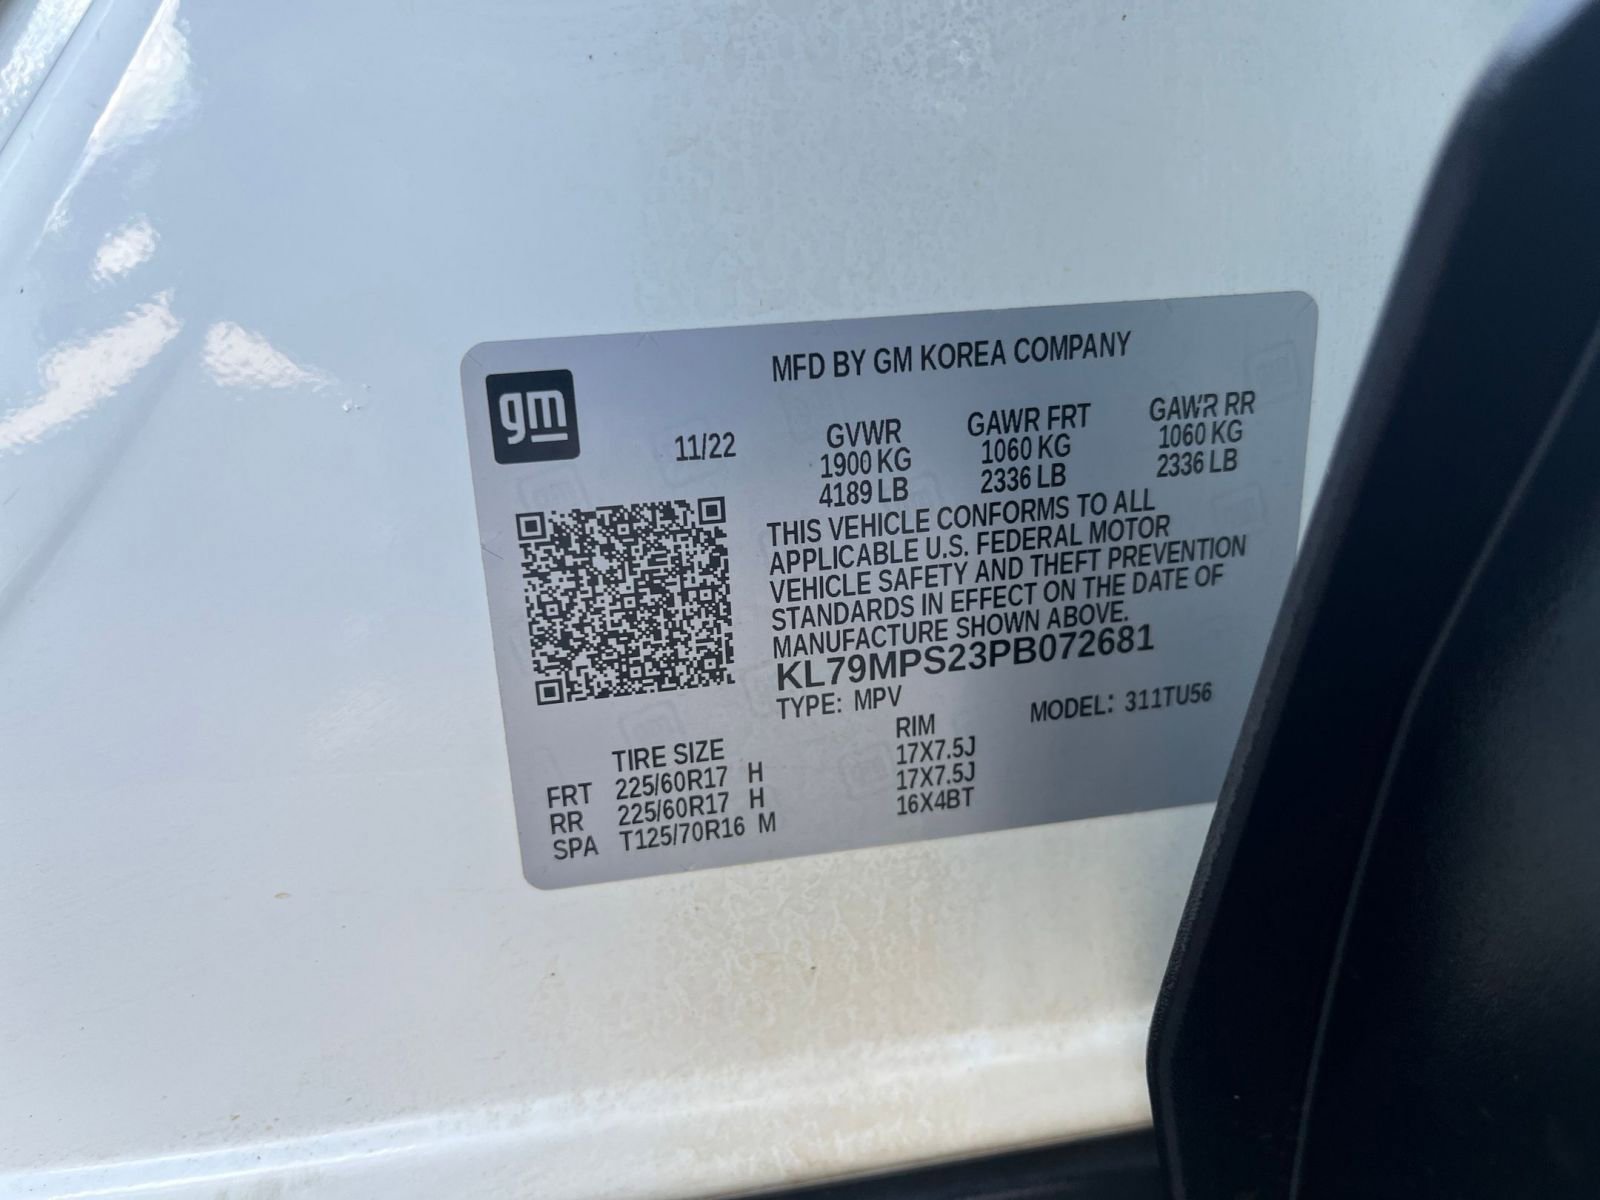 MFD BY GM KOREA COMPANY
gm
11/22
GVWR GAWR FRT GAWR RR
1900 KG 1060 KG 1060 KG
4189 LB 2336 LB 2336 LB
THIS VEHICLE CONFORMS TO ALL
APPLICABLE U.S. FEDERAL MOTOR
VEHICLE SAFETY AND THEFT PREVENTION
STANDARDS IN EFFECT ON THE DATE OF
MANUFACTURE SHOWN ABOVE.
KL79MPS23PB072681
TYPE: MPV MODEL: 311TU56
TIRE SIZE RIM
FRT 225/60R17 H 17X7.5J
RR 225/60R17 H 17X7.5J
SPA T125/70R16 M 16X4BT